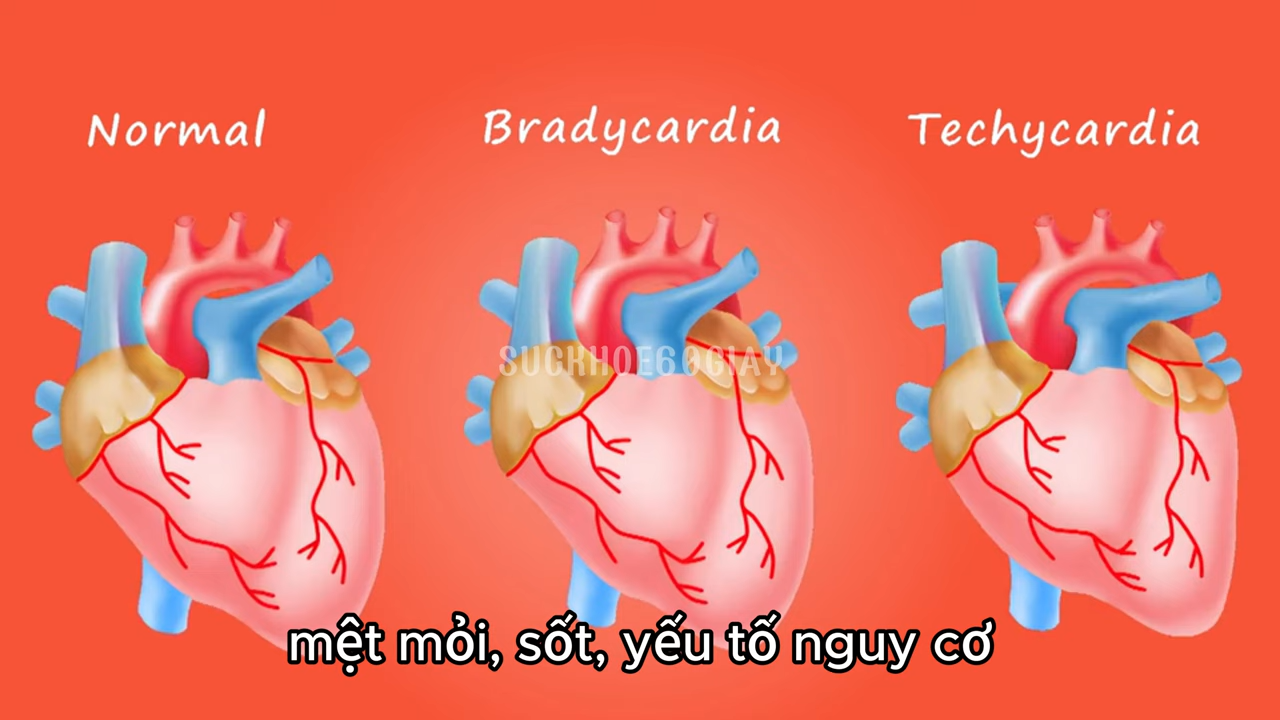 Normal
Bradycardia
Techycardia
SUCKHOE60GIAY
mệt mỏi, sốt, yếu tố nguy cơ